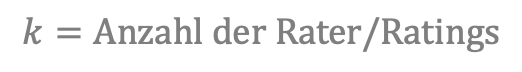 k = Anzahl der Rater/Ratings